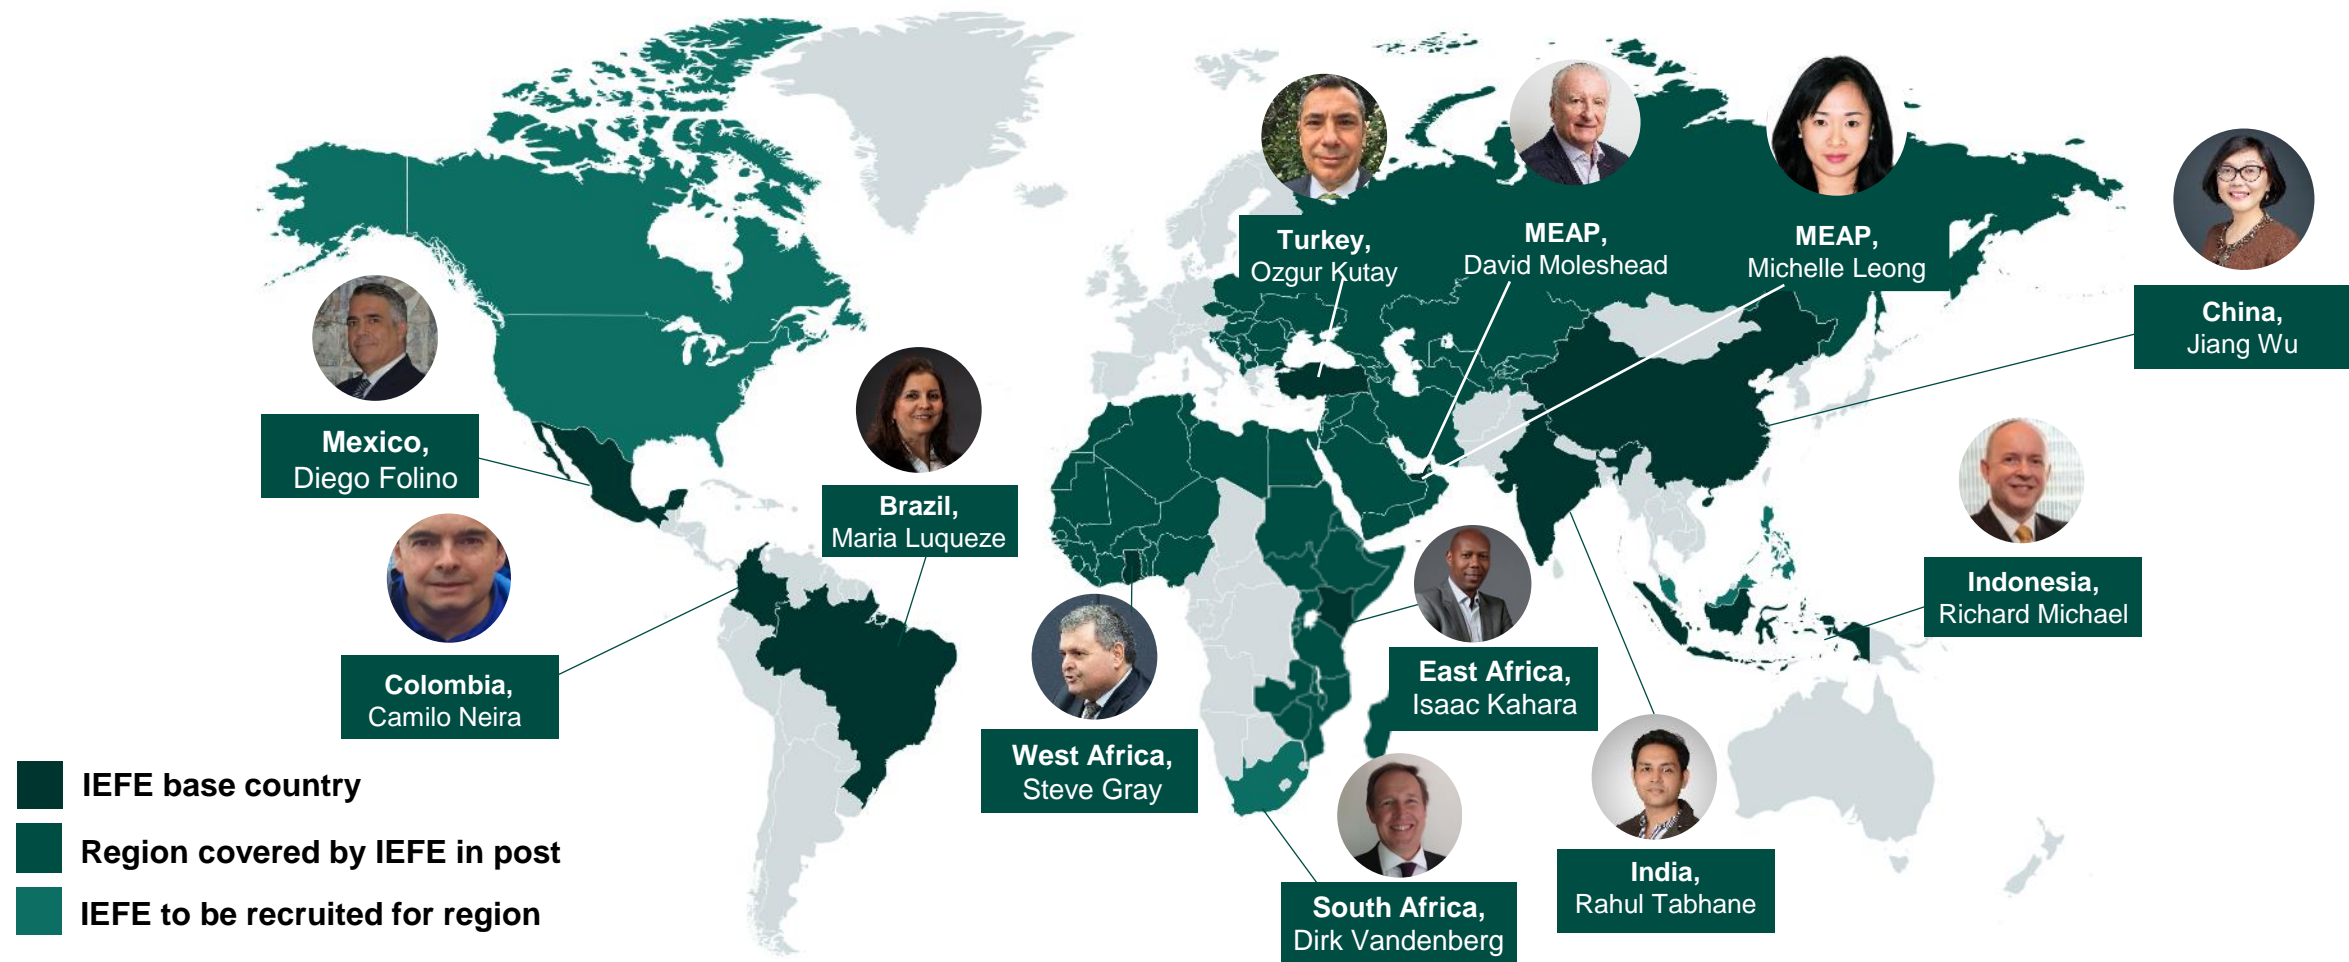 Turkey,
Ozgur Kutay
MEAP,
David Moleshead
MEAP,
Michelle Leong
China,
Jiang Wu
Mexico,
Diego Folino
Brazil,
Maria Luqueze
Indonesia,
Richard Michael
Colombia,
Camilo Neira
East Africa,
Isaac Kahara
West Africa,
Steve Gray
India,
Rahul Tabhane
South Africa,
Dirk Vandenberg
IEFE base country
Region covered by IEFE in post
IEFE to be recruited for region